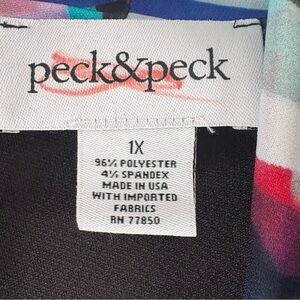 peck&peck
1X
96% POLYESTER
4% SPANDEX
MADE IN USA
WITH IMPORTED
FABRICS
RN 77850